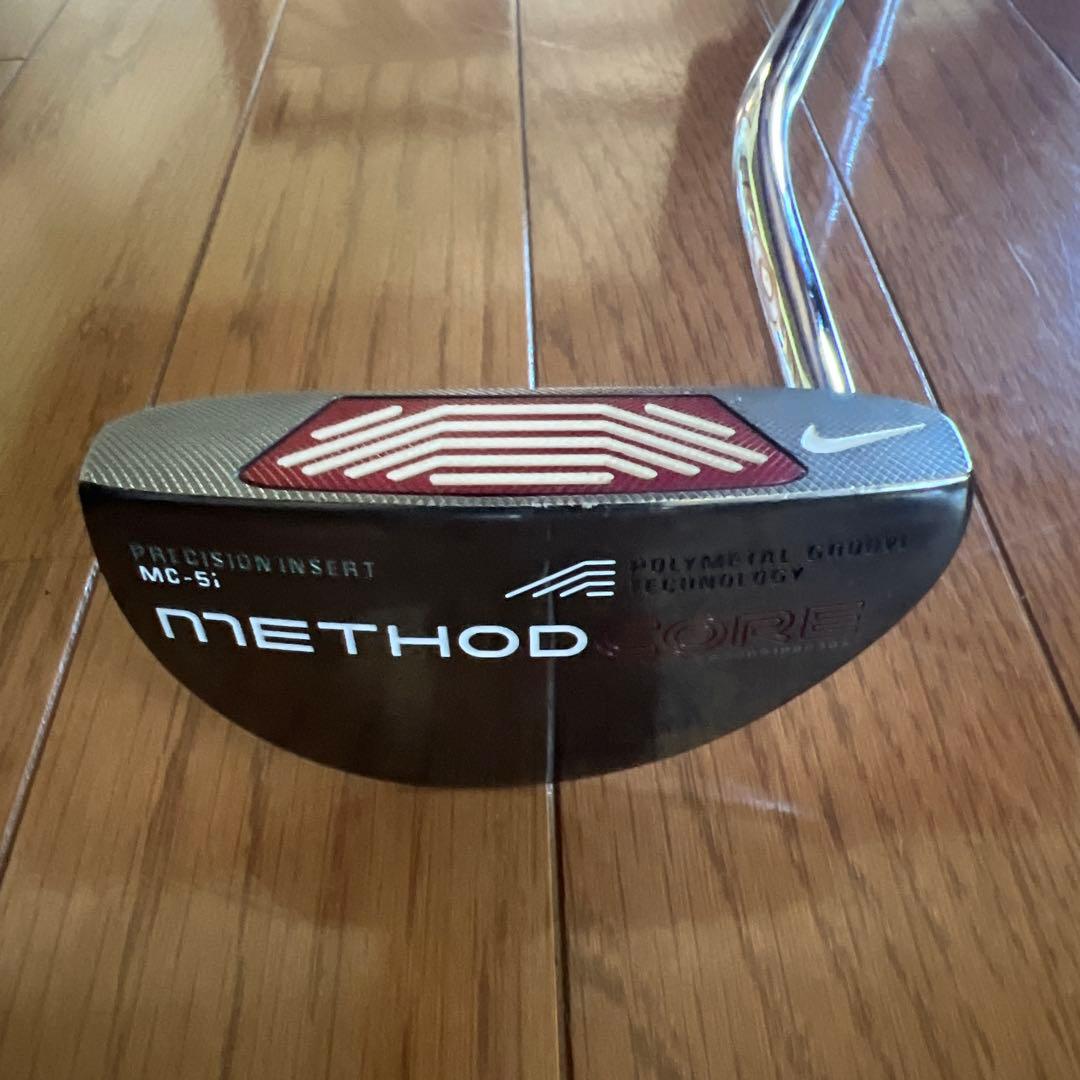 PRECISION INSERT
MC-5i
POLYMETAL GROOVE
TECHNOLOGY
METHOD CORE